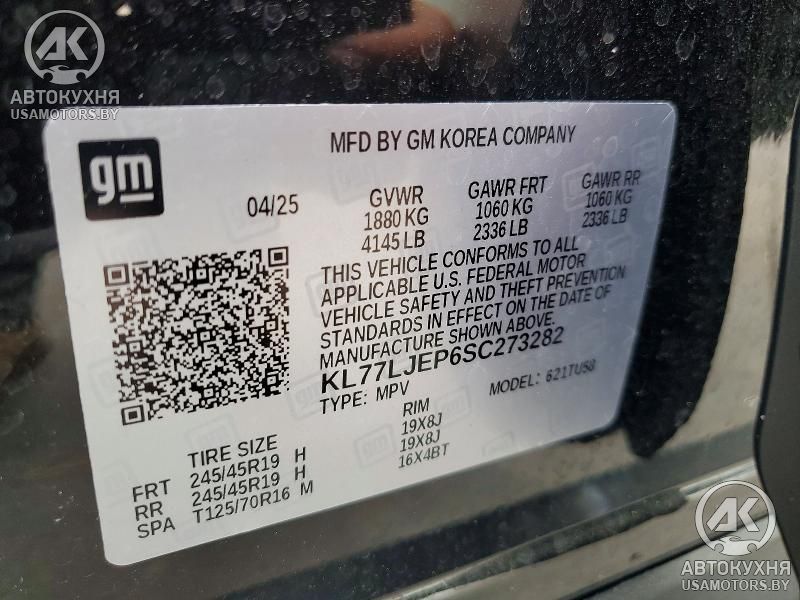 AK
АВТОКУХНЯ
USAMOTORS.BY
gm
MFD BY GM KOREA COMPANY
04/25
GVWR GAWR FRT GAWR RR
1880 KG 1060 KG 1060 KG
4145 LB 2336 LB 2336 LB
THIS VEHICLE CONFORMS TO ALL
APPLICABLE U.S. FEDERAL MOTOR
VEHICLE SAFETY AND THEFT PREVENTION
STANDARDS IN EFFECT ON THE DATE OF
MANUFACTURE SHOWN ABOVE.
KL77LJEP6SC273282
TYPE: MPV MODEL: 621TU58
TIRE SIZE RIM
FRT 245/45R19 H 19X8J
RR 245/45R19 H 19X8J
SPA T125/70R16 M 16X4BT
AK
АВТОКУХНЯ
USAMOTORS.BY